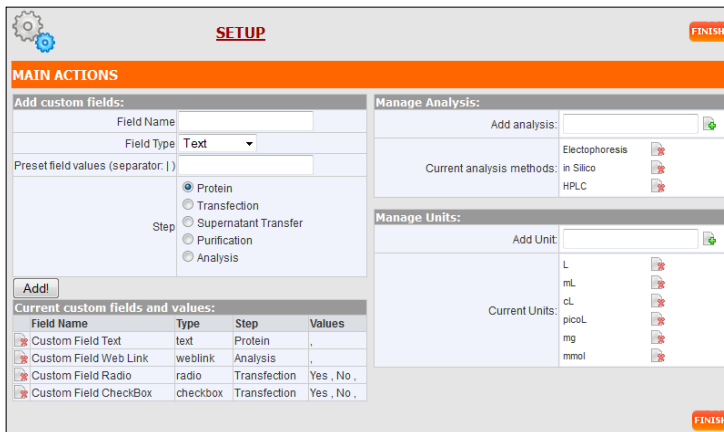 SETUP
FINISH
MAIN ACTIONS
Add custom fields:
Field Name
Field Type Text
Preset field values (separator: | )
Step
Protein
Transfection
Supernatant Transfer
Purification
Analysis
Add!
Current custom fields and values:
Field Name Type Step Values
Custom Field Text text Protein ,
Custom Field Web Link weblink Analysis ,
Custom Field Radio radio Transfection Yes , No ,
Custom Field CheckBox checkbox Transfection Yes , No ,
Manage Analysis:
Add analysis:
Current analysis methods:
Electophoresis
in Silico
HPLC
Manage Units:
Add Unit:
Current Units:
L
mL
cL
picoL
mg
mmol
FINISH